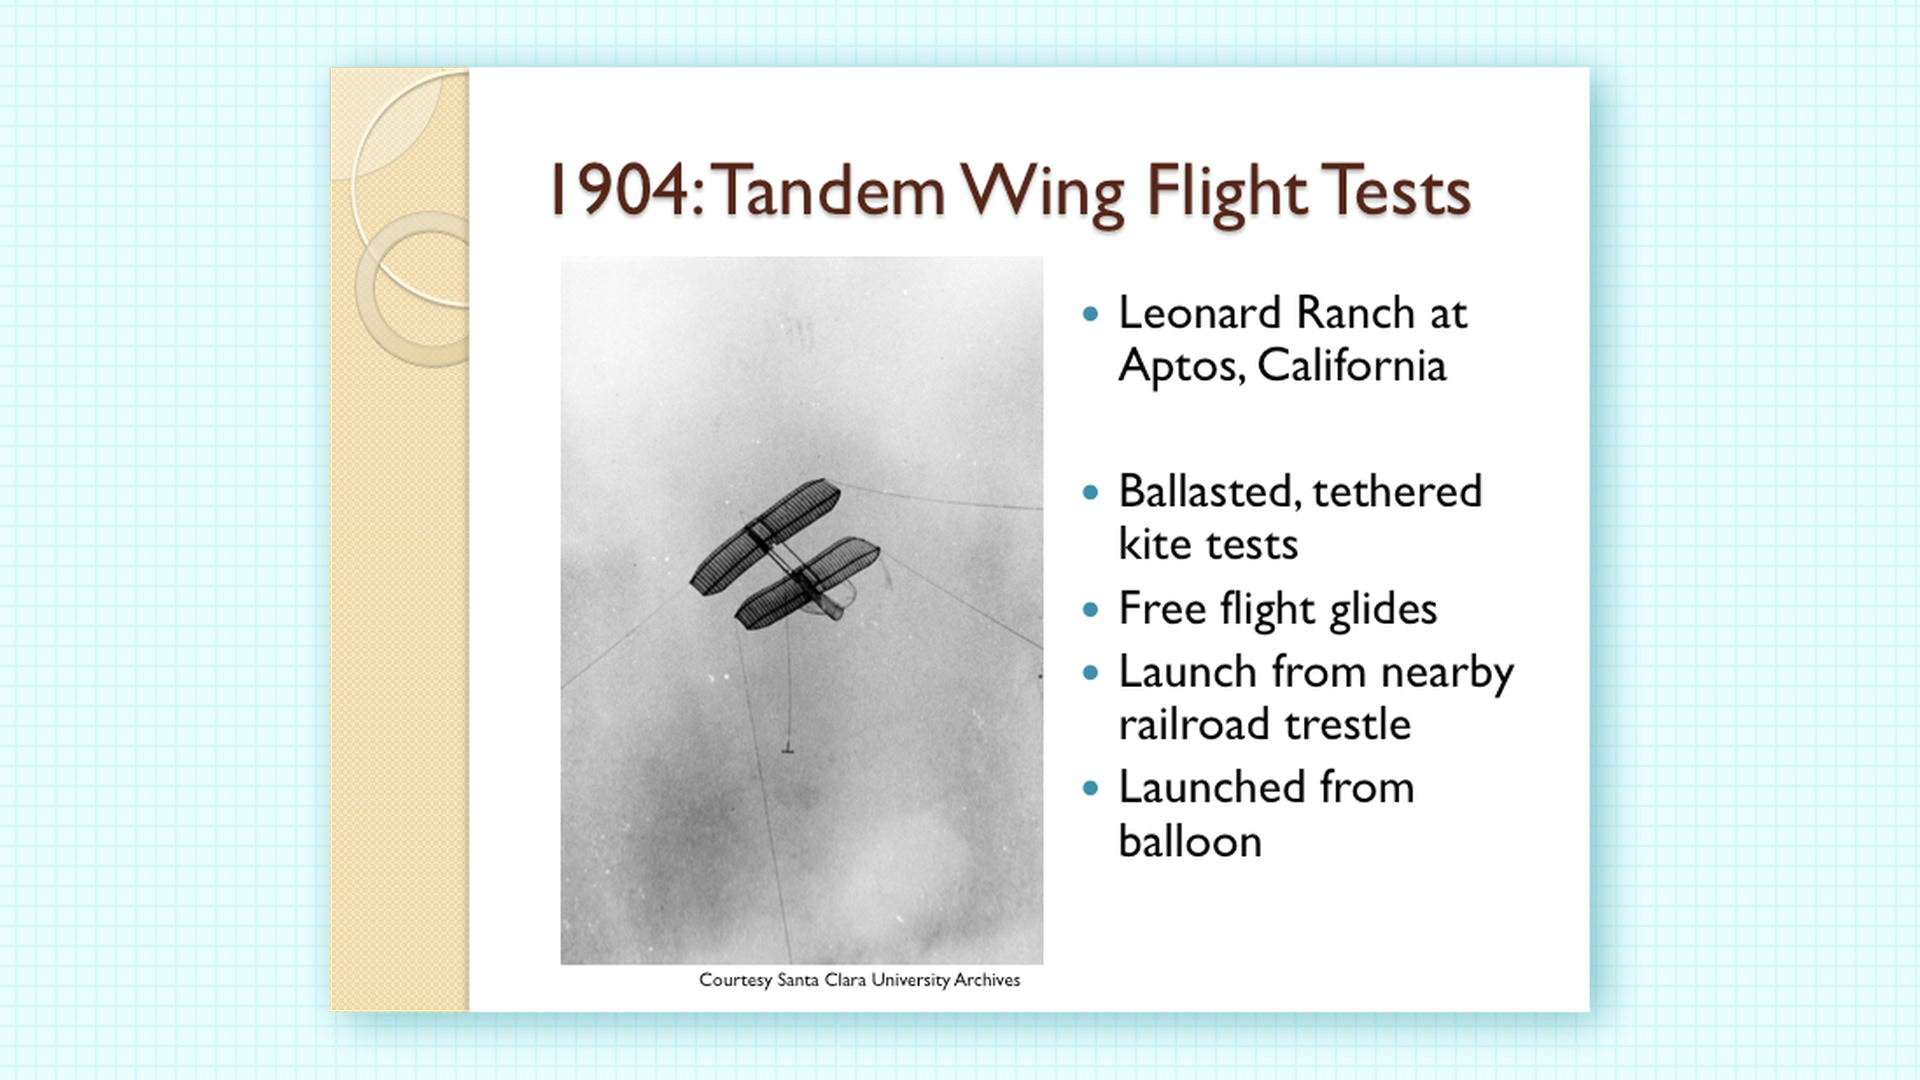 1904: Tandem Wing Flight Tests
Leonard Ranch at
Aptos, California
Ballasted, tethered
kite tests
Free flight glides
Launch from nearby
railroad trestle
Launched from
balloon
Courtesy Santa Clara University Archives